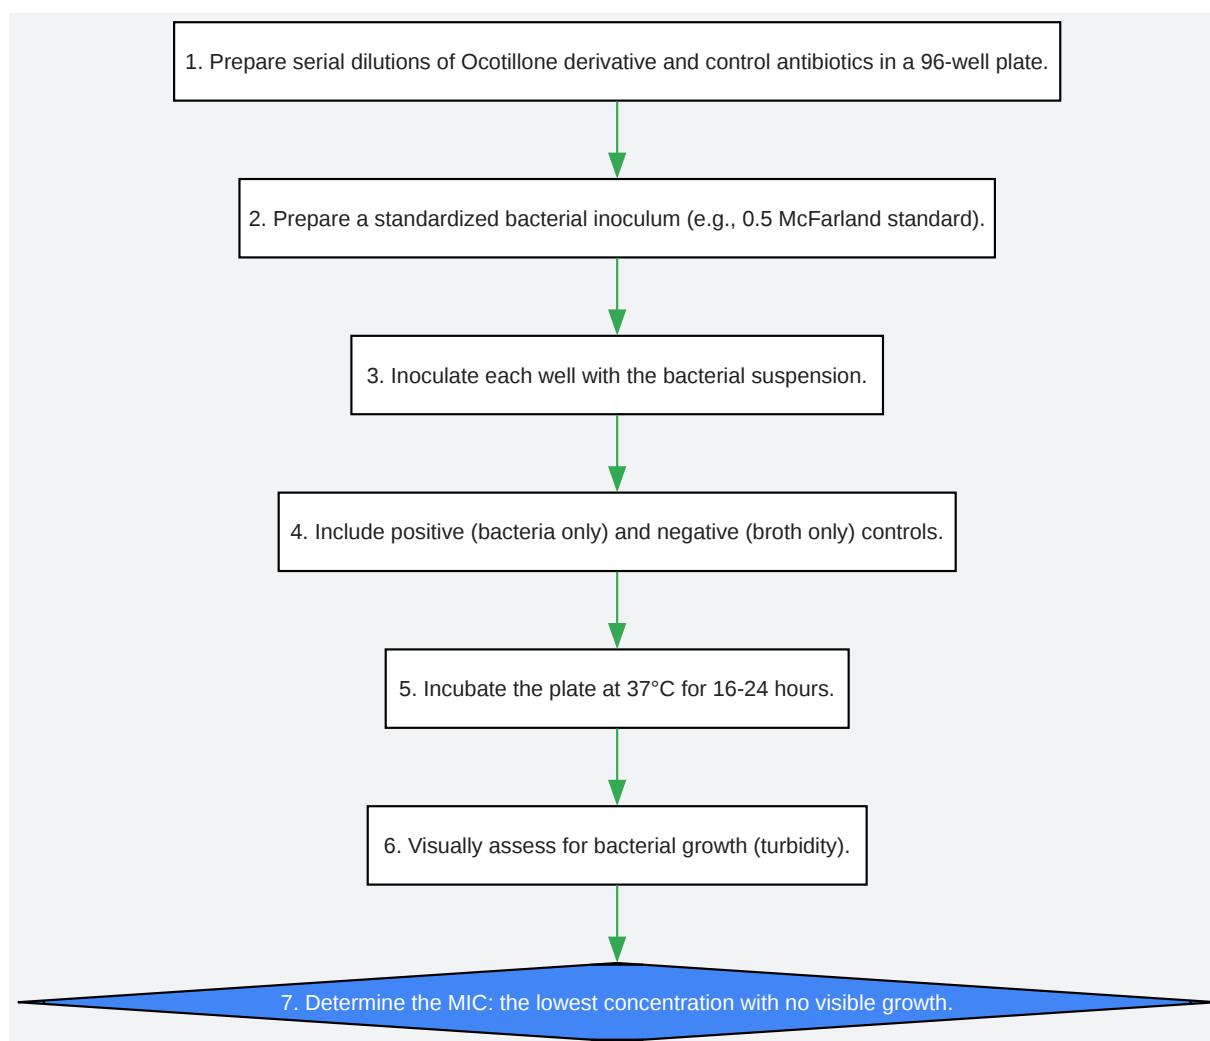 1. Prepare serial dilutions of Ocotillone derivative and control antibiotics in a 96-well plate.
2. Prepare a standardized bacterial inoculum (e.g., 0.5 McFarland standard).
3. Inoculate each well with the bacterial suspension.
4. Include positive (bacteria only) and negative (broth only) controls.
5. Incubate the plate at 37°C for 16-24 hours.
6. Visually assess for bacterial growth (turbidity).
7. Determine the MIC: the lowest concentration with no visible growth.